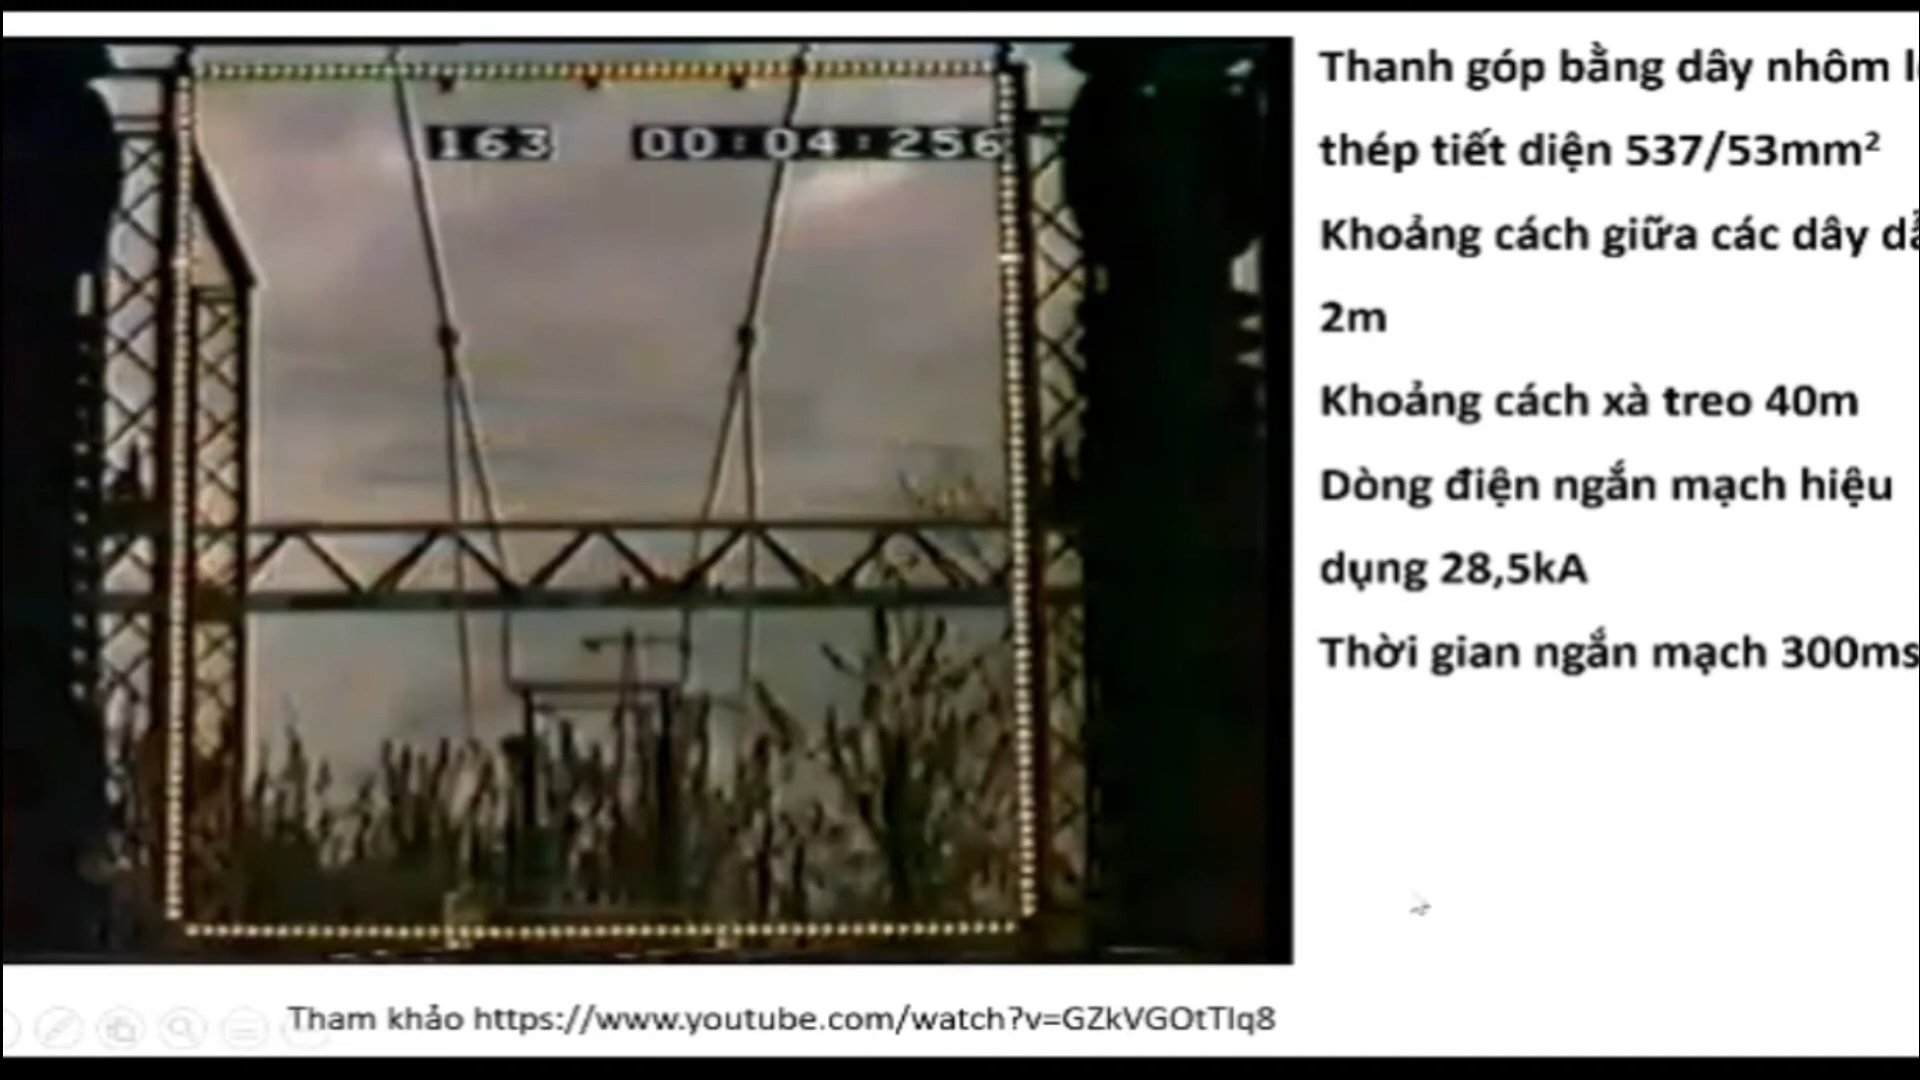 163 00:04:256
Thanh góp bằng dây nhôm
thép tiết diện 537/53mm²
Khoảng cách giữa các dây
2m
Khoảng cách xà treo 40m
Dòng điện ngắn mạch hiệu
dụng 28,5kA
Thời gian ngắn mạch 300ms
Tham khảo https://www.youtube.com/watch?v=GZkVGOtTIq8